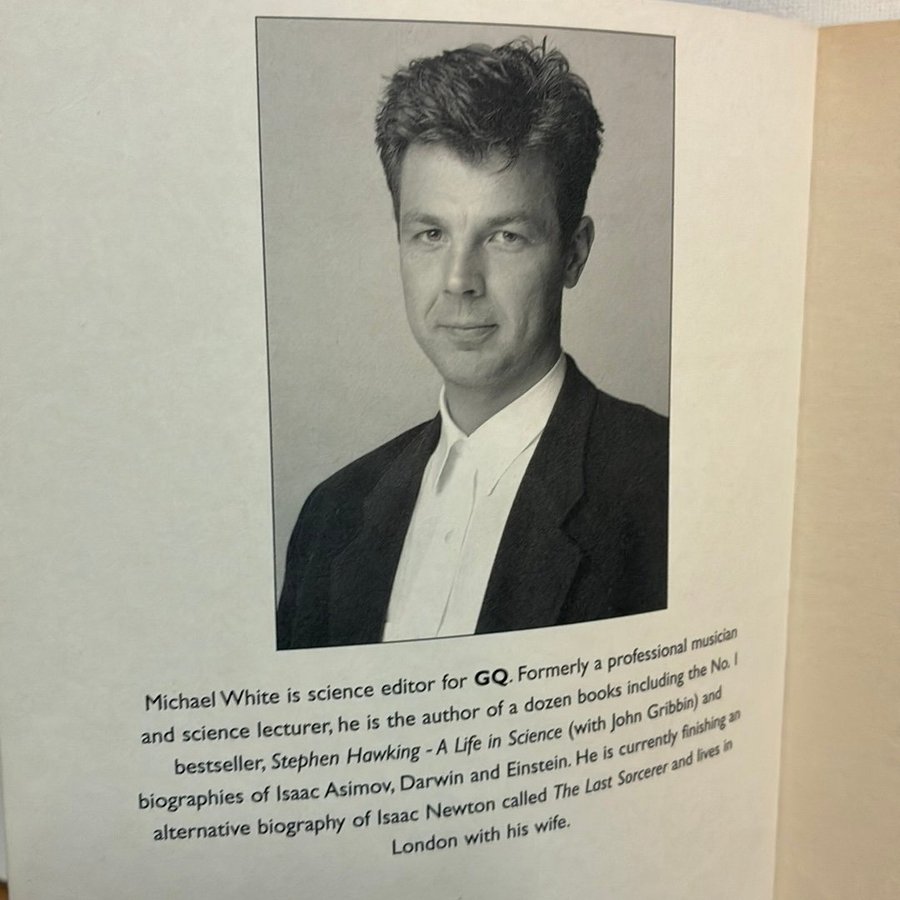 Michael White is science editor for GQ. Formerly a professional musician
and science lecturer, he is the author of a dozen books including the No. 1
bestseller, Stephen Hawking - A Life in Science (with John Gribbin) and
biographies of Isaac Asimov, Darwin and Einstein. He is currently finishing an
alternative biography of Isaac Newton called The Last Sorcerer and lives in
London with his wife.